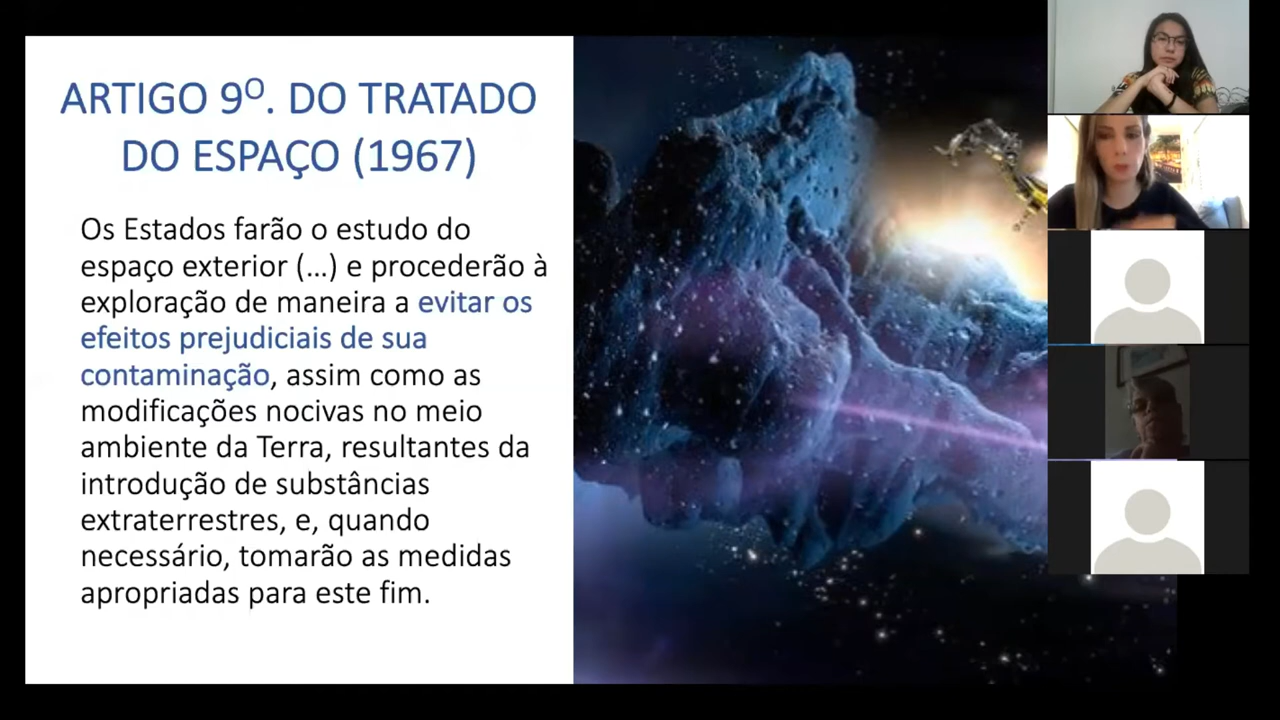 ARTIGO 9º. DO TRATADO
DO ESPAÇO (1967)
Os Estados farão o estudo do
espaço exterior (...) e procederão à
exploração de maneira a evitar os
efeitos prejudiciais de sua
contaminação, assim como as
modificações nocivas no meio
ambiente da Terra, resultantes da
introdução de substâncias
extraterrestres, e, quando
necessário, tomarão as medidas
apropriadas para este fim.